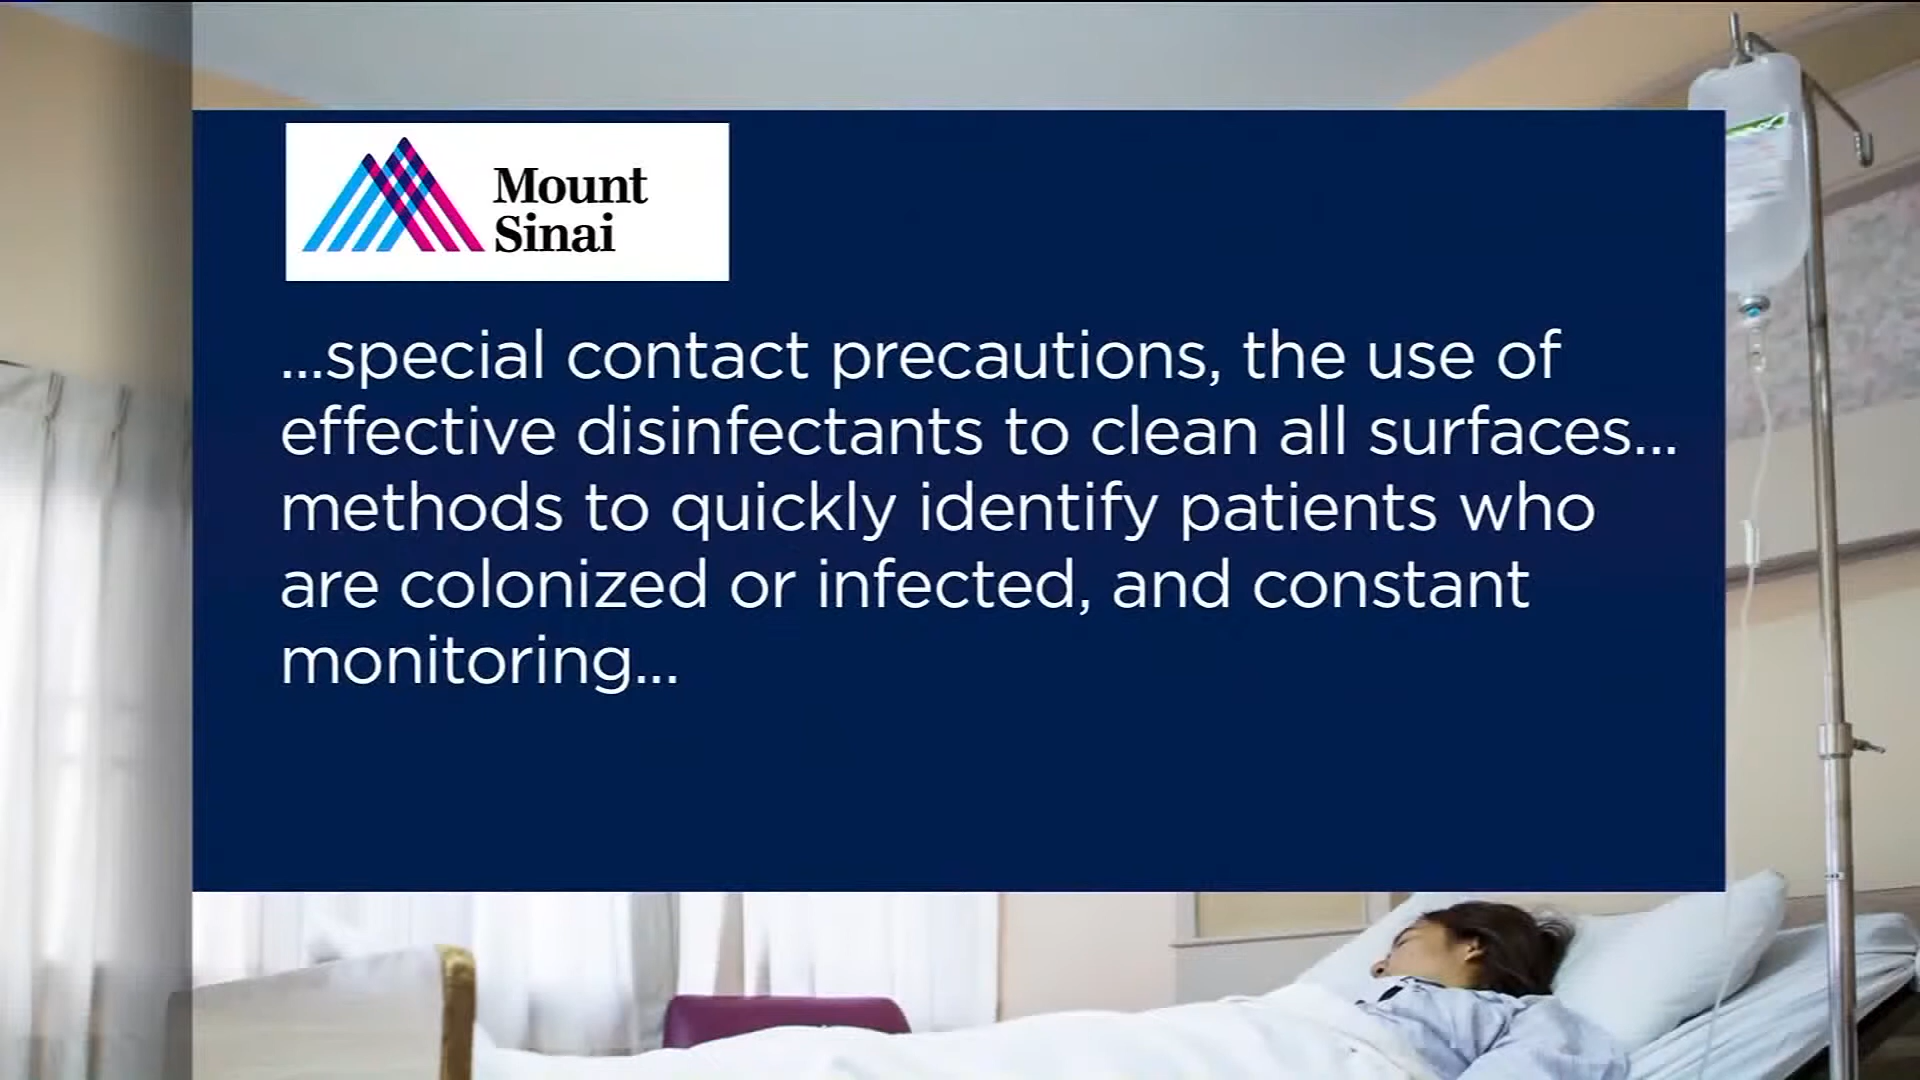 Mount
Sinai
...special contact precautions, the use of
effective disinfectants to clean all surfaces...
methods to quickly identify patients who
are colonized or infected, and constant
monitoring...